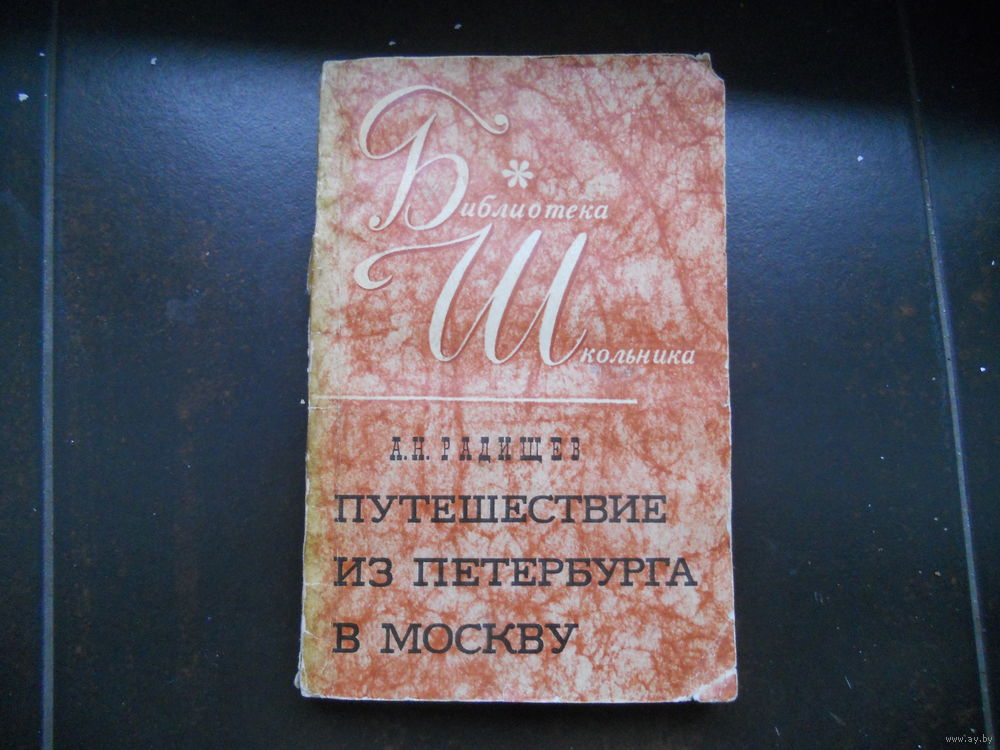 Библиотека
Школьника
А.Н. РАДИЩЕВ
ПУТЕШЕСТВИЕ
ИЗ ПЕТЕРБУРГА
В МОСКВУ
www.ay.by